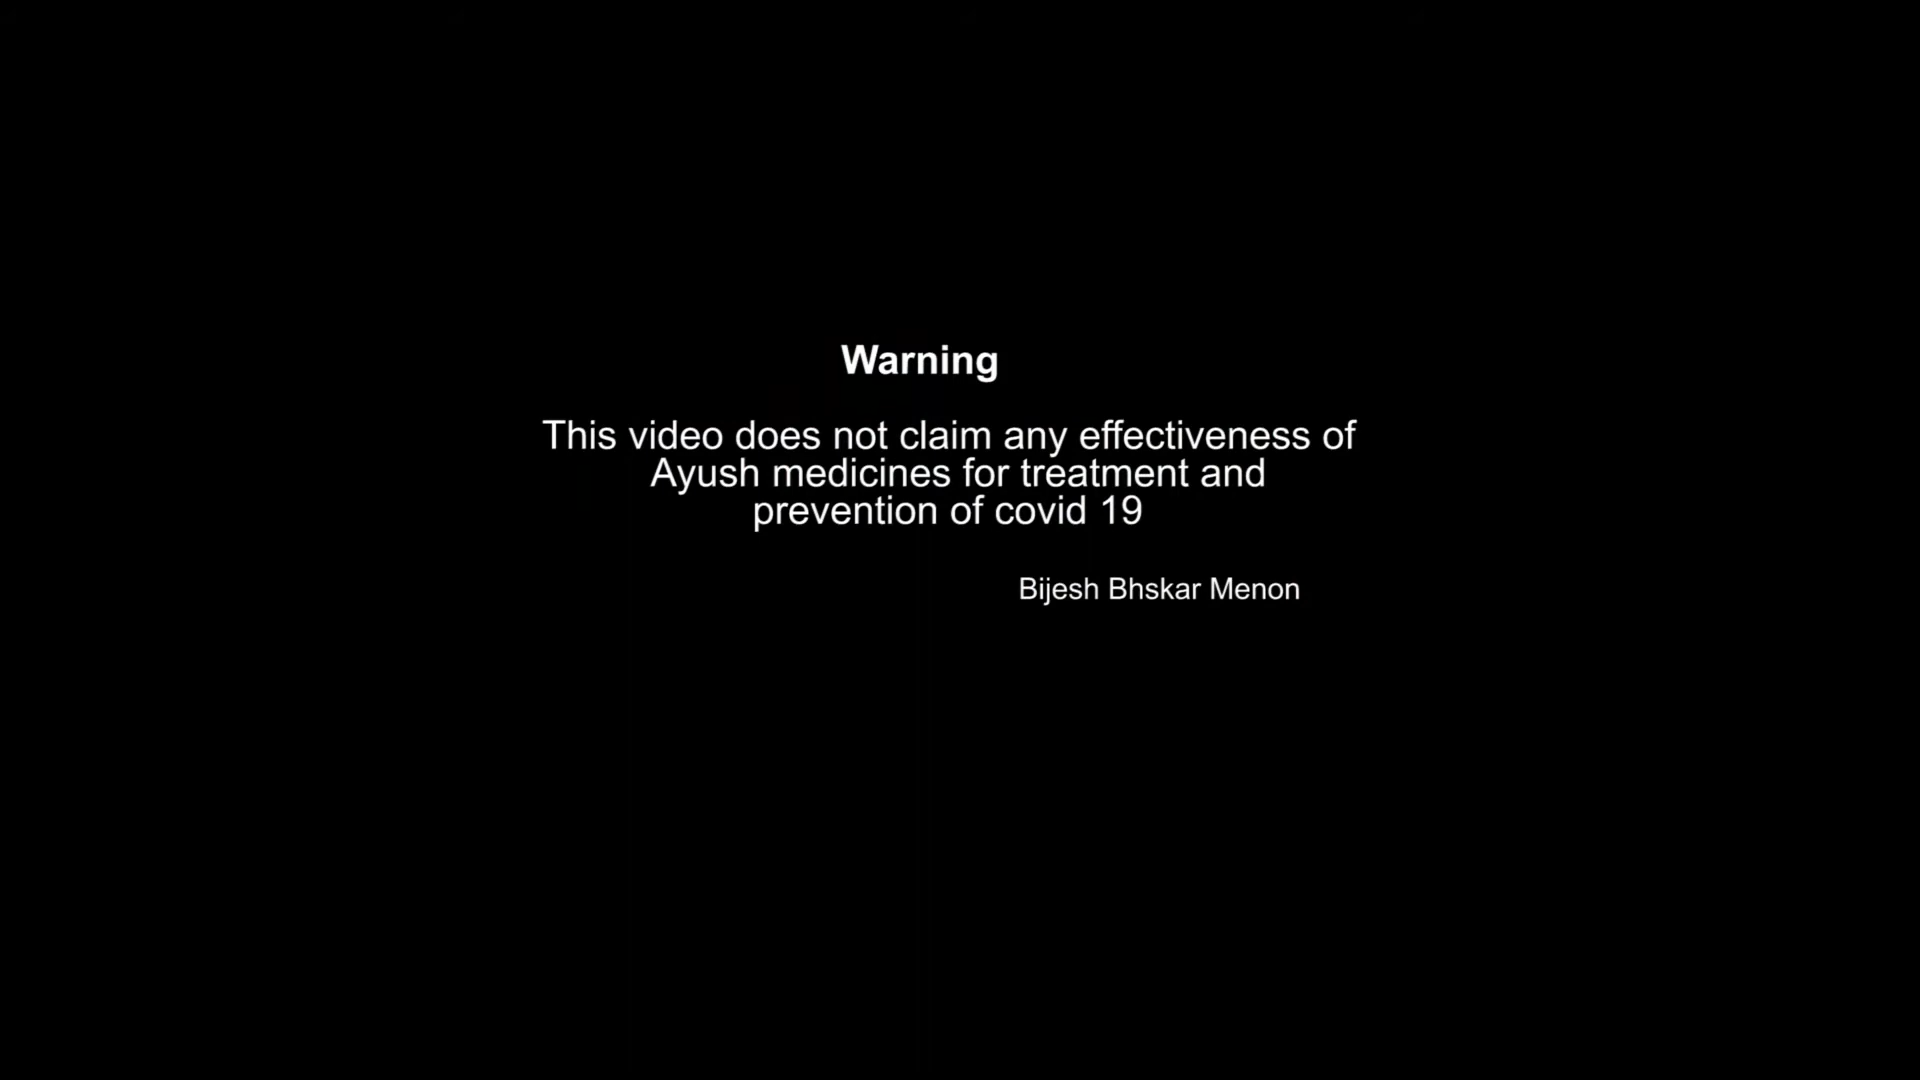 Warning
This video does not claim any effectiveness of
Ayush medicines for treatment and
prevention of covid 19
Bijesh Bhskar Menon